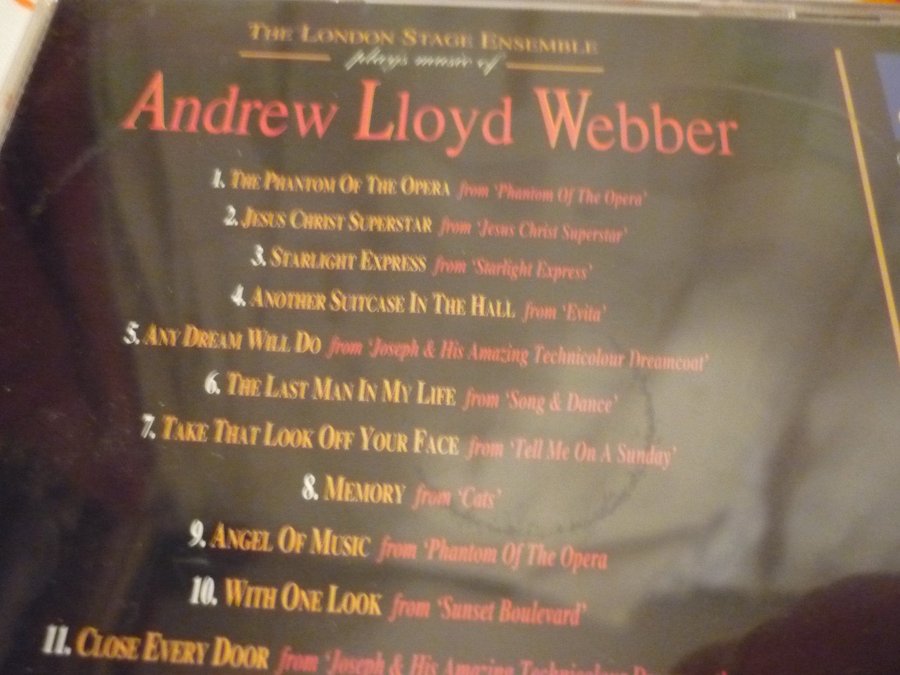 THE LONDON STAGE ENSEMBLE
plays music of
Andrew Lloyd Webber
1. THE PHANTOM OF THE OPERA from 'Phantom Of The Opera'
2. JESUS CHRIST SUPERSTAR from 'Jesus Christ Superstar'
3. STARLIGHT EXPRESS from 'Starlight Express'
4. ANOTHER SUITCASE IN THE HALL from 'Evita'
5. ANY DREAM WILL DO from 'Joseph & His Amazing Technicolour Dreamcoat'
6. THE LAST MAN IN MY LIFE from 'Song & Dance'
7. TAKE THAT LOOK OFF YOUR FACE from 'Tell Me On A Sunday'
8. MEMORY from 'Cats'
9. ANGEL OF MUSIC from 'Phantom Of The Opera
10. WITH ONE LOOK from 'Sunset Boulevard'
11. CLOSE EVERY DOOR from 'Joseph & His Amazing Technicolour